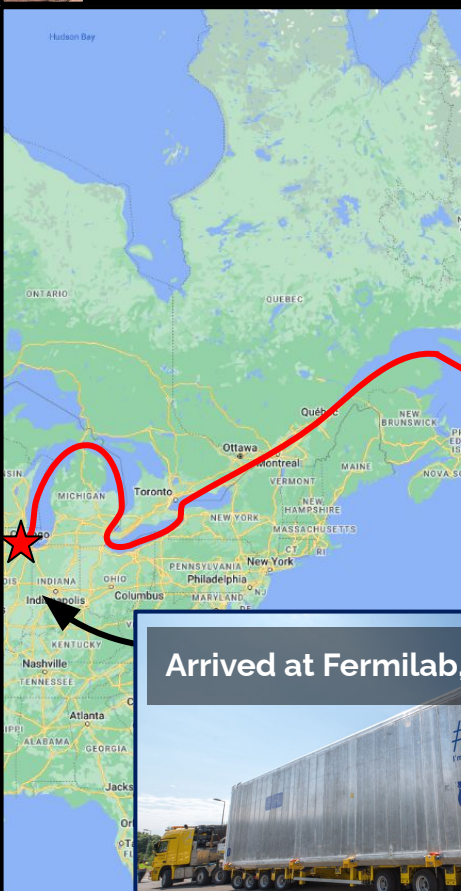 Hudson Bay
ONTARIO
QUEBEC
Québec
NEW
BRUNSWICK
Ottawa
Montreal
MAINE
Toronto
VERMONT
MICHIGAN
NEW
HAMPSHIRE
NEW YORK
MASSACHUSETTS
CT
RI
PENNSYLVANIA
New York
INDIANA
OHIO
Philadelphia
NJ
Indianapolis
Columbus
MARYLAND
DE
KENTUCKY
Nashville
TENNESSEE
Arrived at Fermilab,
Atlanta
ALABAMA
GEORGIA